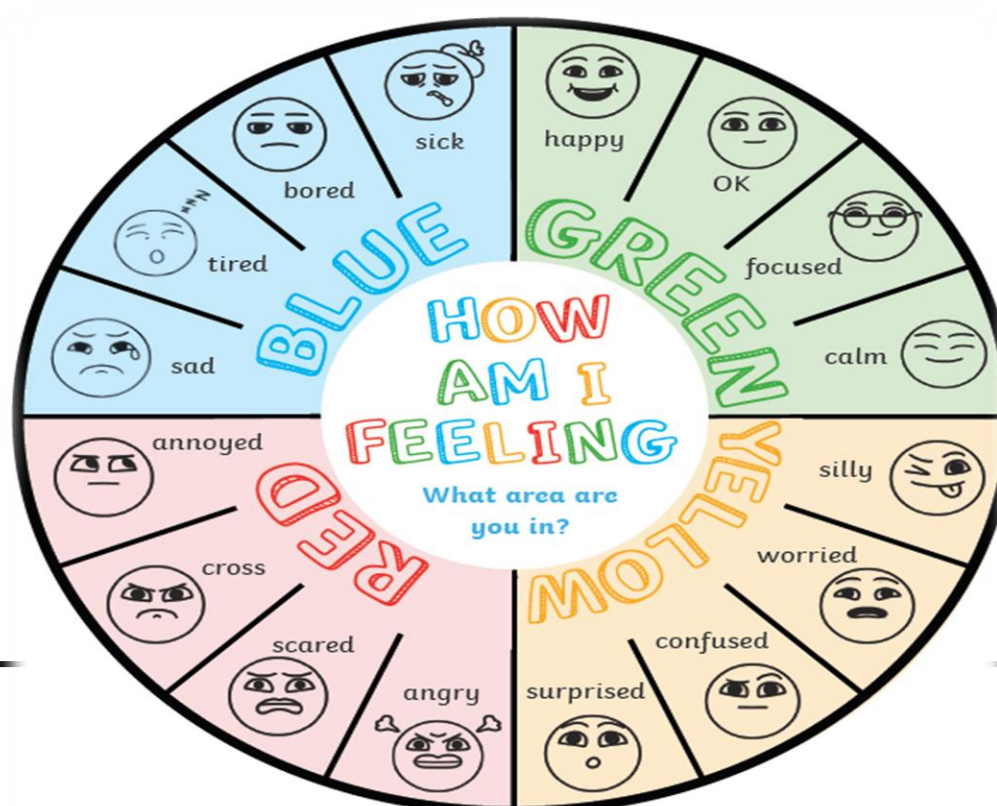 HOW
AM I
FEELING
What area are
you in?
BLUE
sick
bored
tired
zzz
sad
GREEN
happy
OK
focused
calm
YELLOW
silly
worried
confused
surprised
RED
annoyed
cross
scared
angry